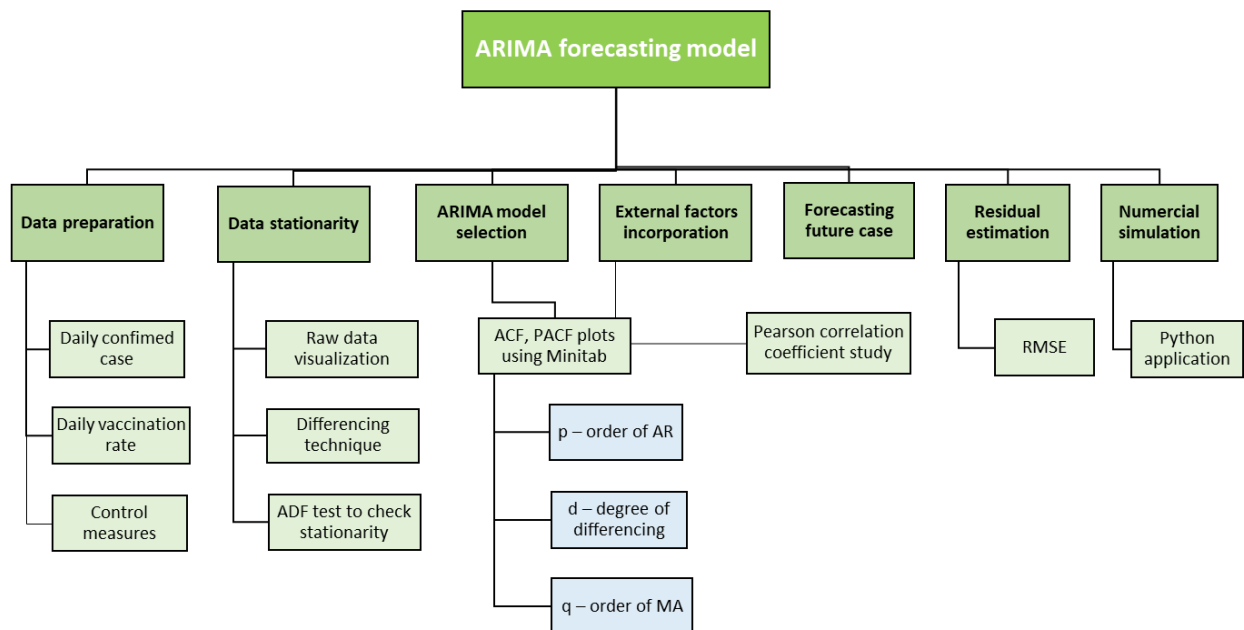 ARIMA forecasting model
Data preparation
Data stationarity
ARIMA model
selection
External factors
incorporation
Forecasting
future case
Residual
estimation
Numercial
simulation
Daily confimed
case
Daily vaccination
rate
Control
measures
Raw data
visualization
Differencing
technique
ADF test to check
stationarity
ACF, PACF plots
using Minitab
p – order of AR
d – degree of
differencing
q – order of MA
Pearson correlation
coefficient study
RMSE
Python
application